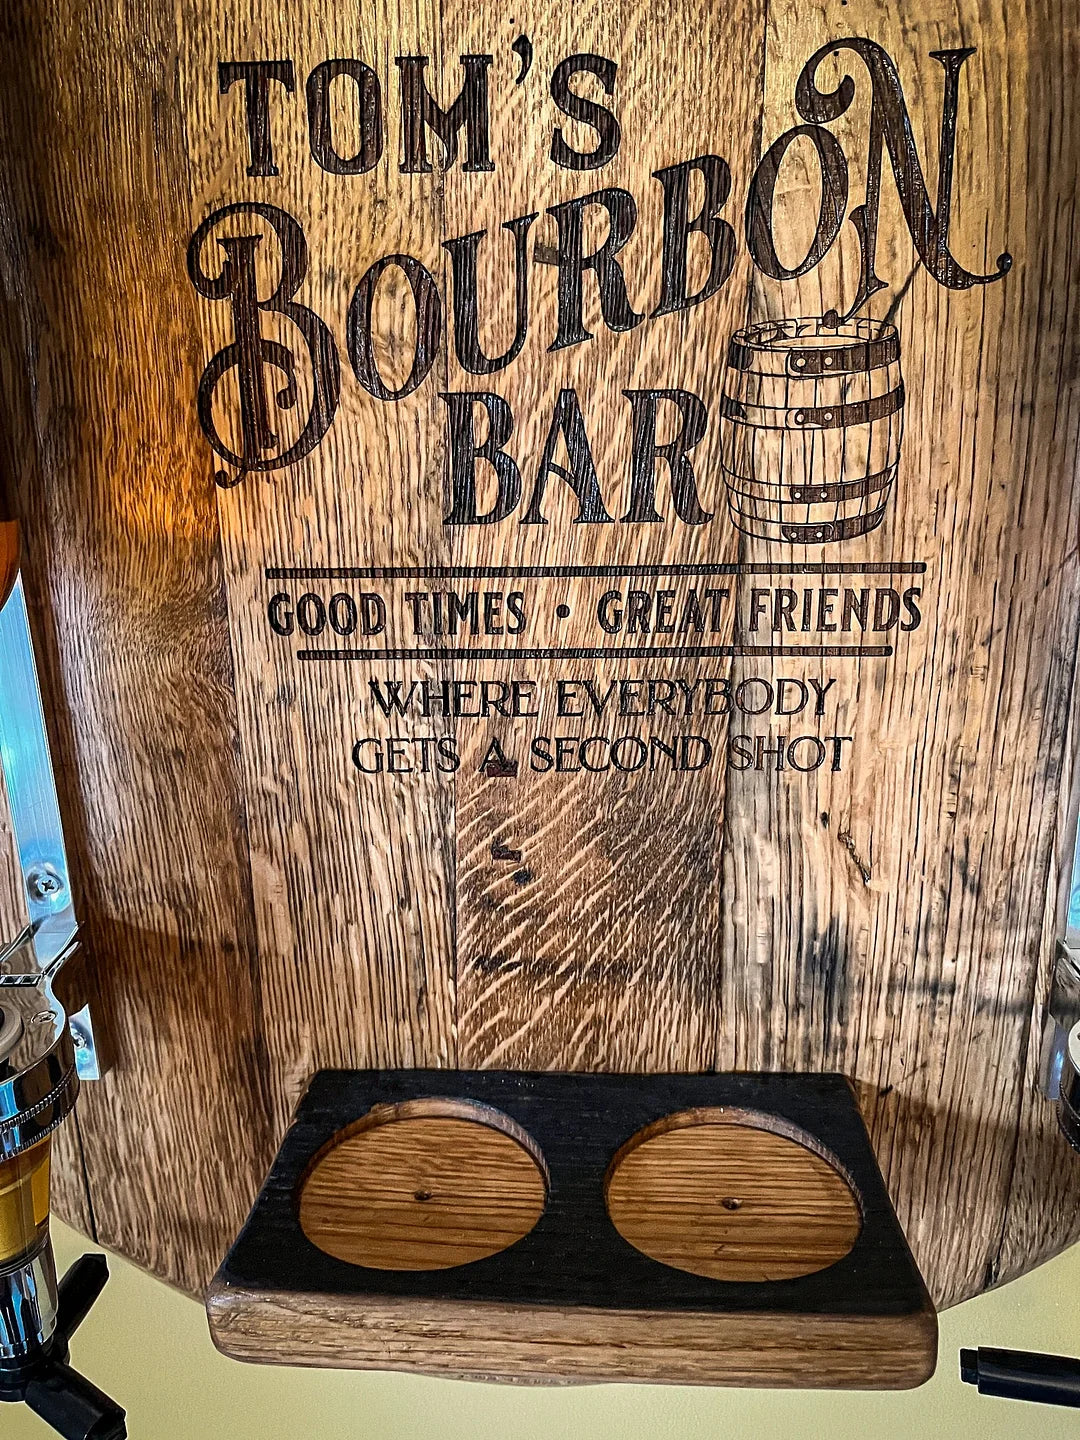 TOM'S
BOURBON
BAR
GOOD TIMES • GREAT FRIENDS
WHERE EVERYBODY
GETS A SECOND SHOT